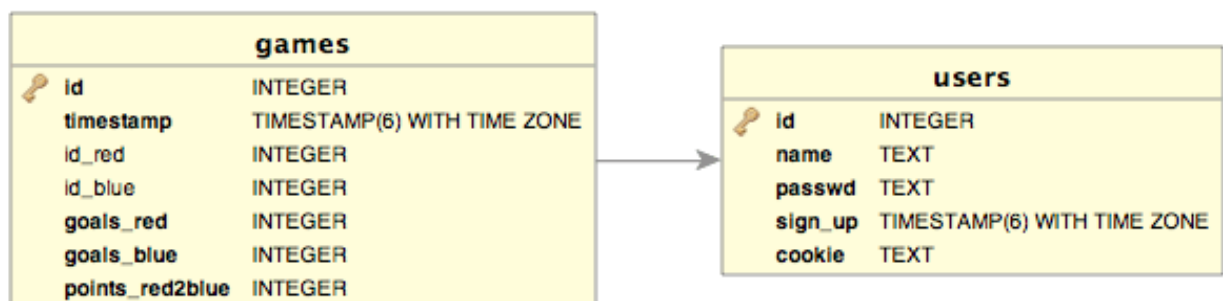 games
id INTEGER
timestamp TIMESTAMP(6) WITH TIME ZONE
id_red INTEGER
id_blue INTEGER
goals_red INTEGER
goals_blue INTEGER
points_red2blue INTEGER
users
id INTEGER
name TEXT
passwd TEXT
sign_up TIMESTAMP(6) WITH TIME ZONE
cookie TEXT